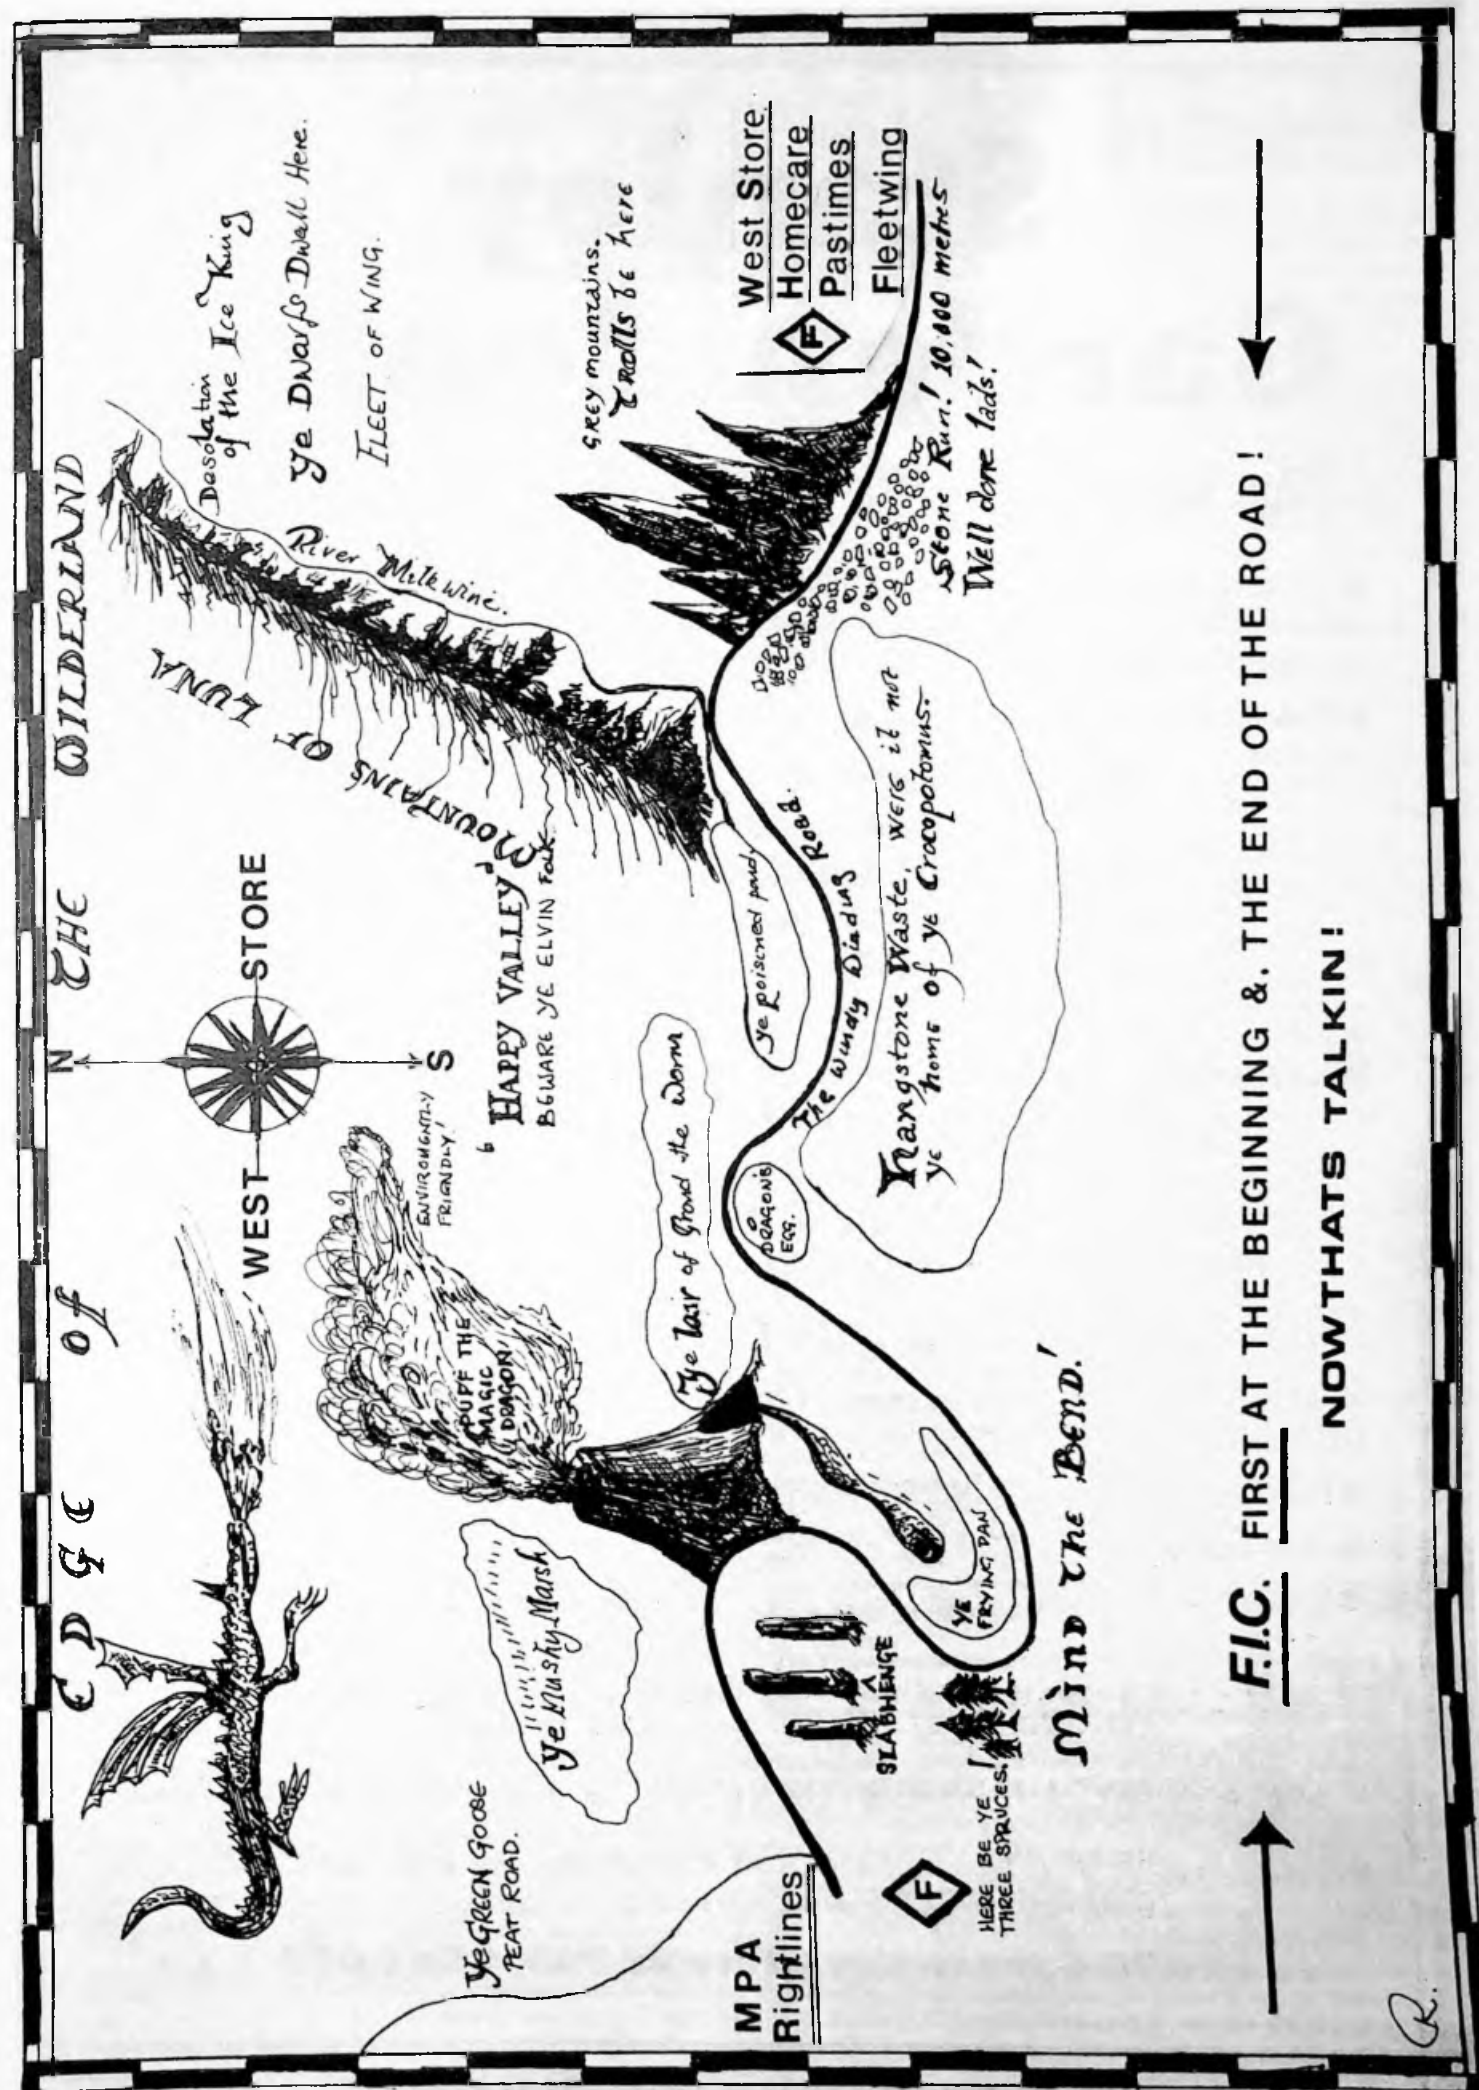 EDGE of THE WILDERLAND
N
WEST STORE
S
Desolation
of the Ice King
Ye Dwarfs Dwell Here.
FLEET OF WING.
River Milkwine.
MOUNTAINS OF LUNA
PUFF THE
MAGIC
DRAGON
ENVIROUGHTLY
FRIENDLY!
'HAPPY VALLEY'
BEWARE YE ELVIN FOLK
GREY mountains.
Trolls be here
West Store
Homecare
Pastimes
Fleetwing
F
Ye GREEN GOOSE
PEAT ROAD.
Ye Mushy Marsh
Ye Lair of Grond the Worm
Ye poisoned pond
DRAGON'S
EGG.
The Windy Dinding Road.
Hangstone Waste, were it not
ye home of ye Crocopotomus.
Stone Run! 10,000 metres
Well done lads!
MPA
Rightlines
F
SLABHENGE
A
HERE BE YE
THREE SPRUCES!
YE
FRYING PAN
Mind The Bend!
F.I.C. FIRST AT THE BEGINNING &. THE END OF THE ROAD!
NOWTHATS TALKIN!
R.